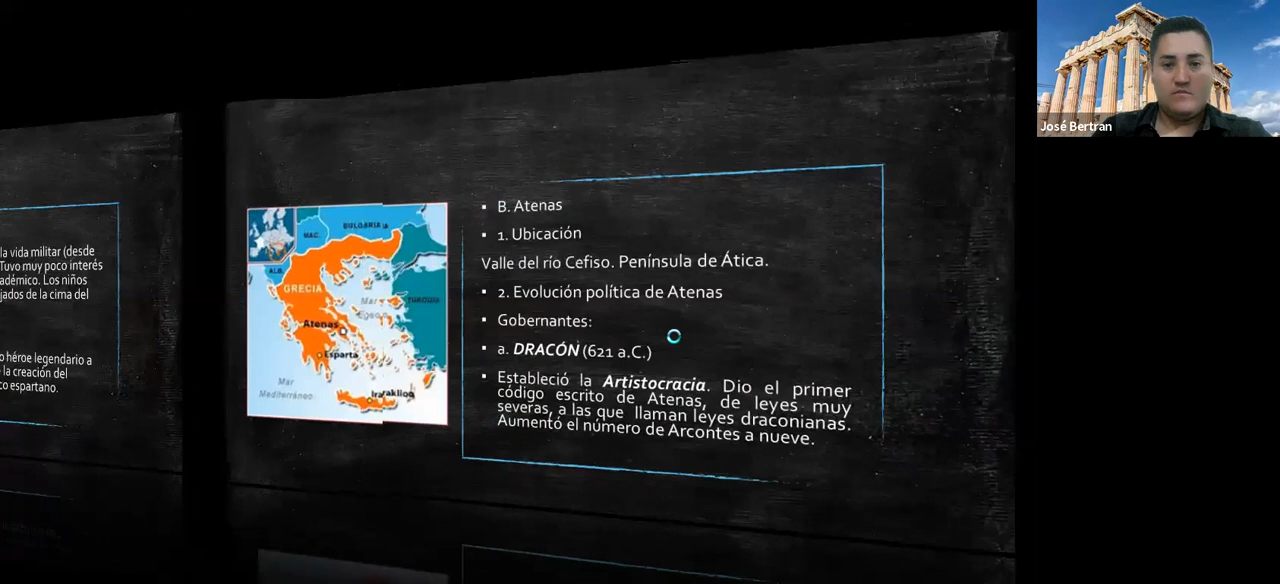 la vida militar (desde
Tuvo muy poco interés
adémico. Los niños
jados de la cima del
o héroe legendario a
la creación del
co espartano.
BULGARIA
MAC.
ALB.
GRECIA
TURQUÍA
Mar
Egeo
Atenas
Esparta
Mar
Mediterráneo
Iraklion
▪ B. Atenas
▪ 1. Ubicación
Valle del río Cefiso. Península de Ática.
▪ 2. Evolución política de Atenas
▪ Gobernantes:
▪ a. DRACÓN (621 a.C.)
▪ Estableció la Artistocracia. Dio el primer
código escrito de Atenas, de leyes muy
severas, a las que llaman leyes draconianas.
Aumentó el número de Arcontes a nueve.
José Bertran